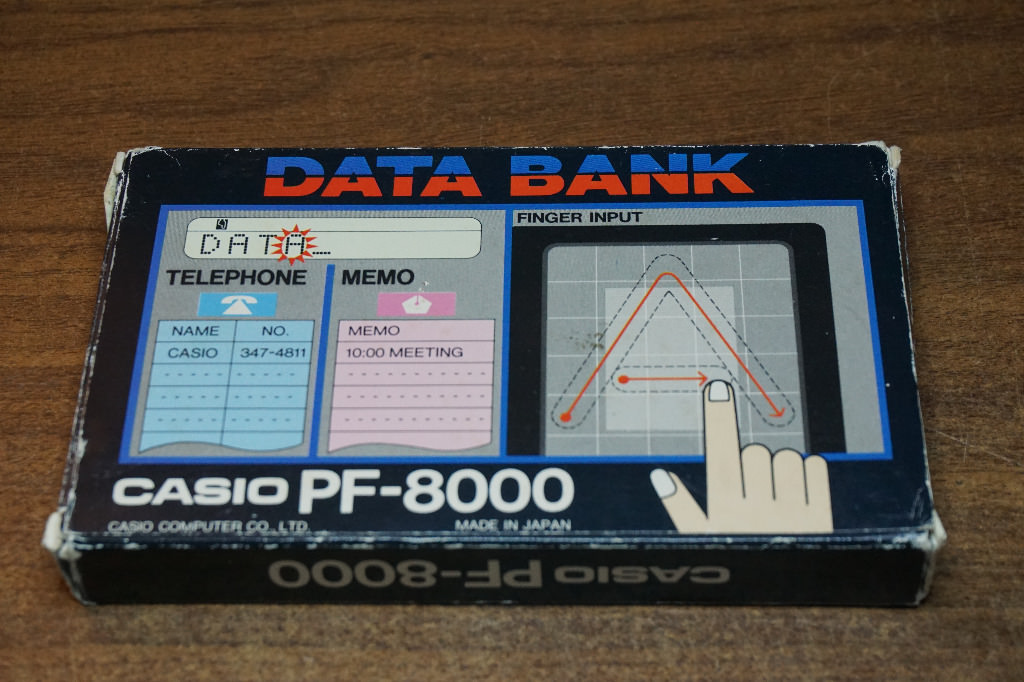 DATA BANK
FINGER INPUT
DATA_
TELEPHONE
MEMO
NAME NO.
MEMO
CASIO 347-4811
10:00 MEETING
CASIO PF-8000
CASIO COMPUTER CO., LTD.
MADE IN JAPAN
CASIO PF-8000